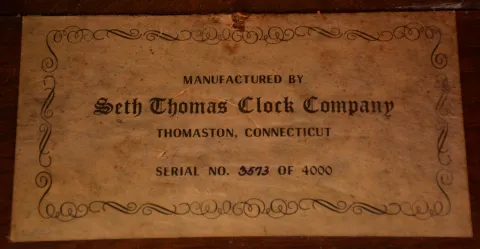 MANUFACTURED BY
Seth Thomas Clock Company
THOMASTON, CONNECTICUT
SERIAL NO. 3573 OF 4000